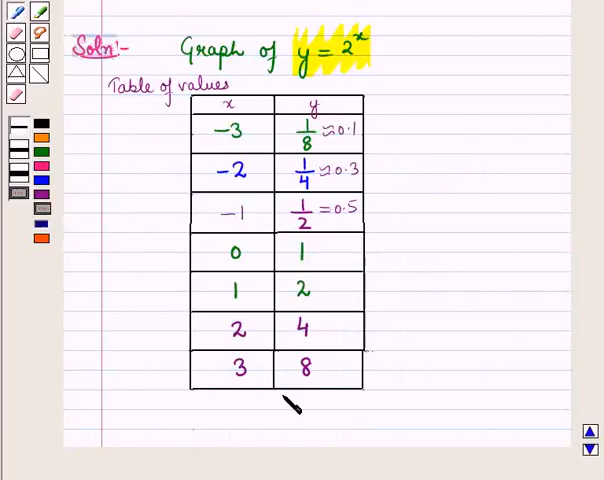 Soln:- Graph of y = 2^x
Table of values
x y
-3 1/8 ≈ 0.1
-2 1/4 ≈ 0.3
-1 1/2 = 0.5
0 1
1 2
2 4
3 8